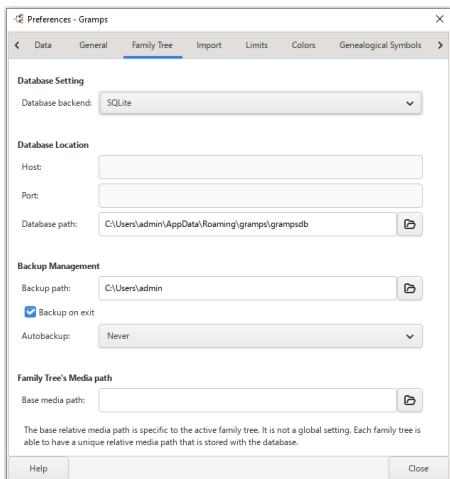 Preferences - Gramps
Data General Family Tree Import Limits Colors Genealogical Symbols
Database Setting
Database backend: SQLite
Database Location
Host:
Port:
Database path: C:\Users\admin\AppData\Roaming\gramps\grampsdb
Backup Management
Backup path: C:\Users\admin
Backup on exit
Autobackup: Never
Family Tree's Media path
Base media path:
The base relative media path is specific to the active family tree. It is not a global setting. Each family tree is
able to have a unique relative media path that is stored with the database.
Help Close